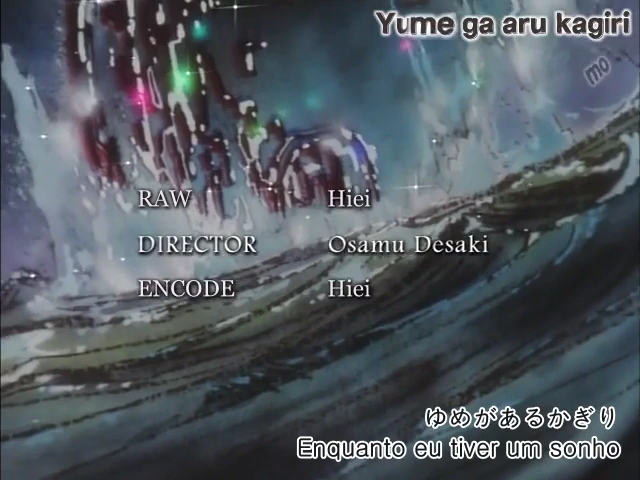 Yume ga aru kagiri
mo
RAW Hiei
DIRECTOR Osamu Desaki
ENCODE Hiei
ゆめがあるかぎり
Enquanto eu tiver um sonho